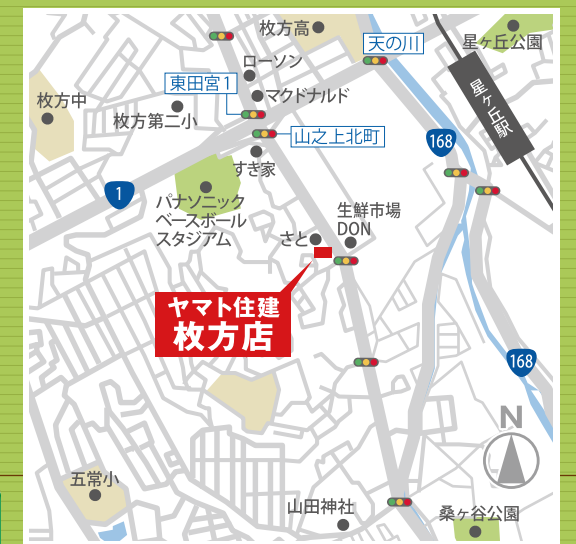 枚方高
天の川
星ヶ丘公園
ローソン
東田宮1
マクドナルド
枚方中
枚方第二小
星ヶ丘駅
168
山之上北町
すき家
1
パナソニック
ベースボール
スタジアム
生鮮市場
DON
さと
ヤマト住建
枚方店
168
N
五常小
山田神社
桑ヶ谷公園